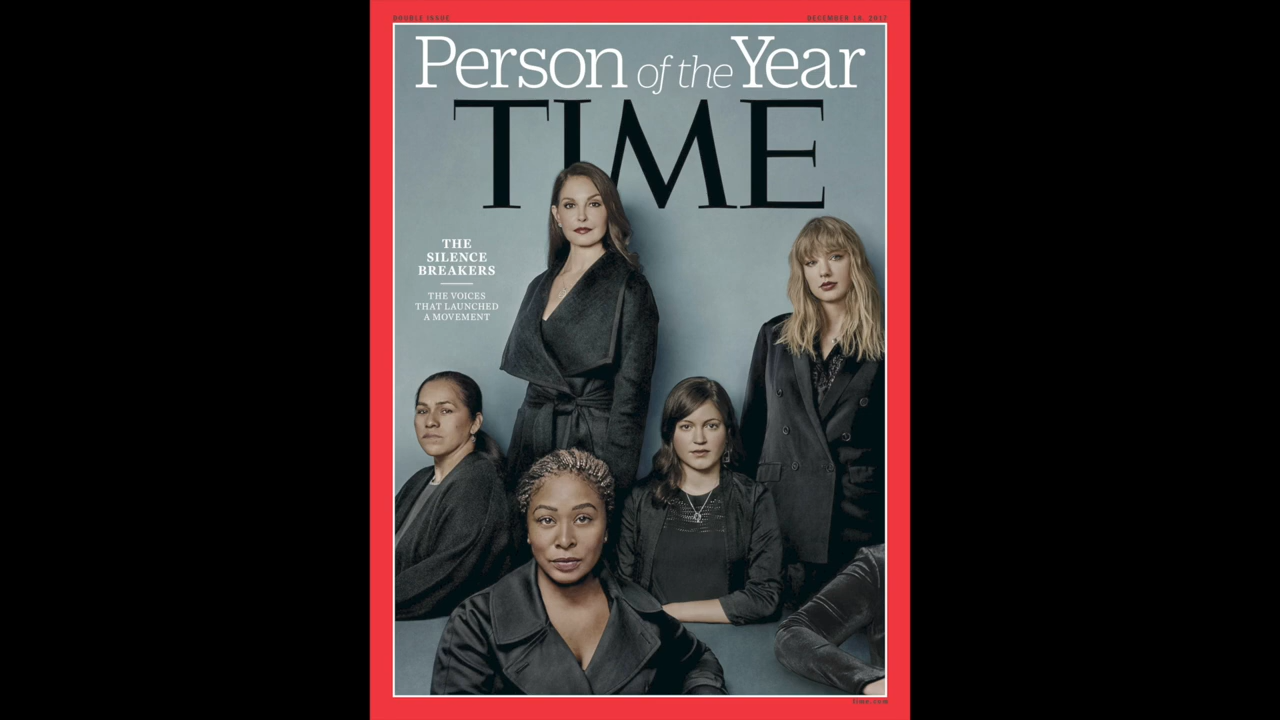 DOUBLE ISSUE
DECEMBER 18, 2017
Person of the Year
TIME
THE
SILENCE
BREAKERS
THE VOICES
THAT LAUNCHED
A MOVEMENT
time.com